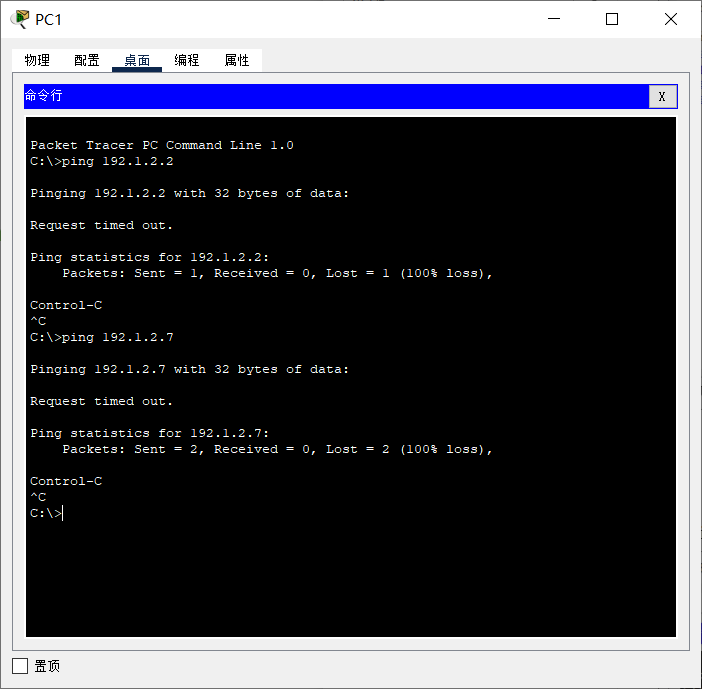 PC1
物理 配置 桌面 编程 属性
命令行
X
Packet Tracer PC Command Line 1.0
C:\>ping 192.1.2.2
Pinging 192.1.2.2 with 32 bytes of data:
Request timed out.
Ping statistics for 192.1.2.2:
    Packets: Sent = 1, Received = 0, Lost = 1 (100% loss),
Control-C
^C
C:\>ping 192.1.2.7
Pinging 192.1.2.7 with 32 bytes of data:
Request timed out.
Ping statistics for 192.1.2.7:
    Packets: Sent = 2, Received = 0, Lost = 2 (100% loss),
Control-C
^C
C:\>
置顶